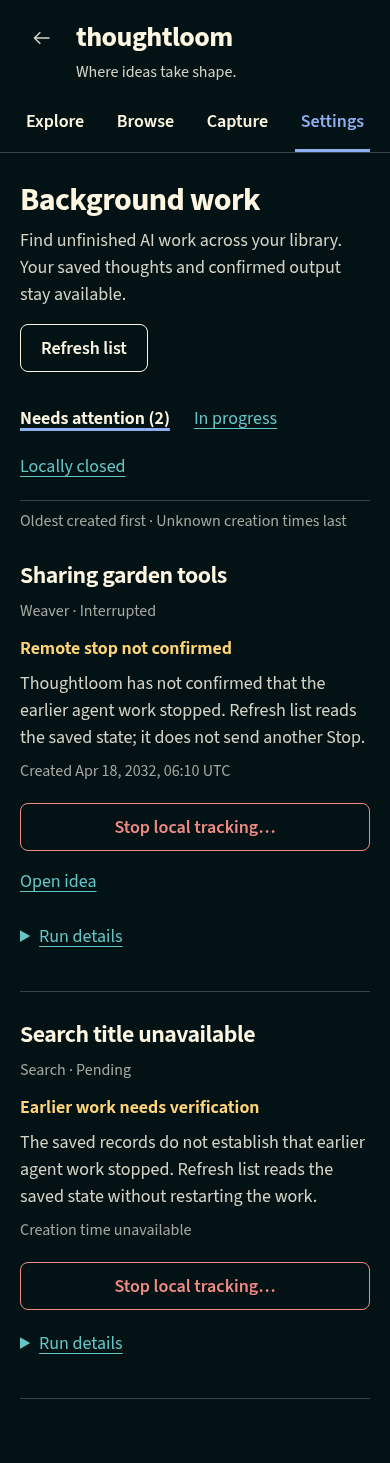 ← thoughtloom
Where ideas take shape.
Explore Browse Capture Settings
Background work
Find unfinished AI work across your library.
Your saved thoughts and confirmed output
stay available.
Refresh list
Needs attention (2) In progress
Locally closed
Oldest created first · Unknown creation times last
Sharing garden tools
Weaver · Interrupted
Remote stop not confirmed
Thoughtloom has not confirmed that the
earlier agent work stopped. Refresh list reads
the saved state; it does not send another Stop.
Created Apr 18, 2032, 06:10 UTC
Stop local tracking…
Open idea
▶ Run details
Search title unavailable
Search · Pending
Earlier work needs verification
The saved records do not establish that earlier
agent work stopped. Refresh list reads the
saved state without restarting the work.
Creation time unavailable
Stop local tracking…
▶ Run details